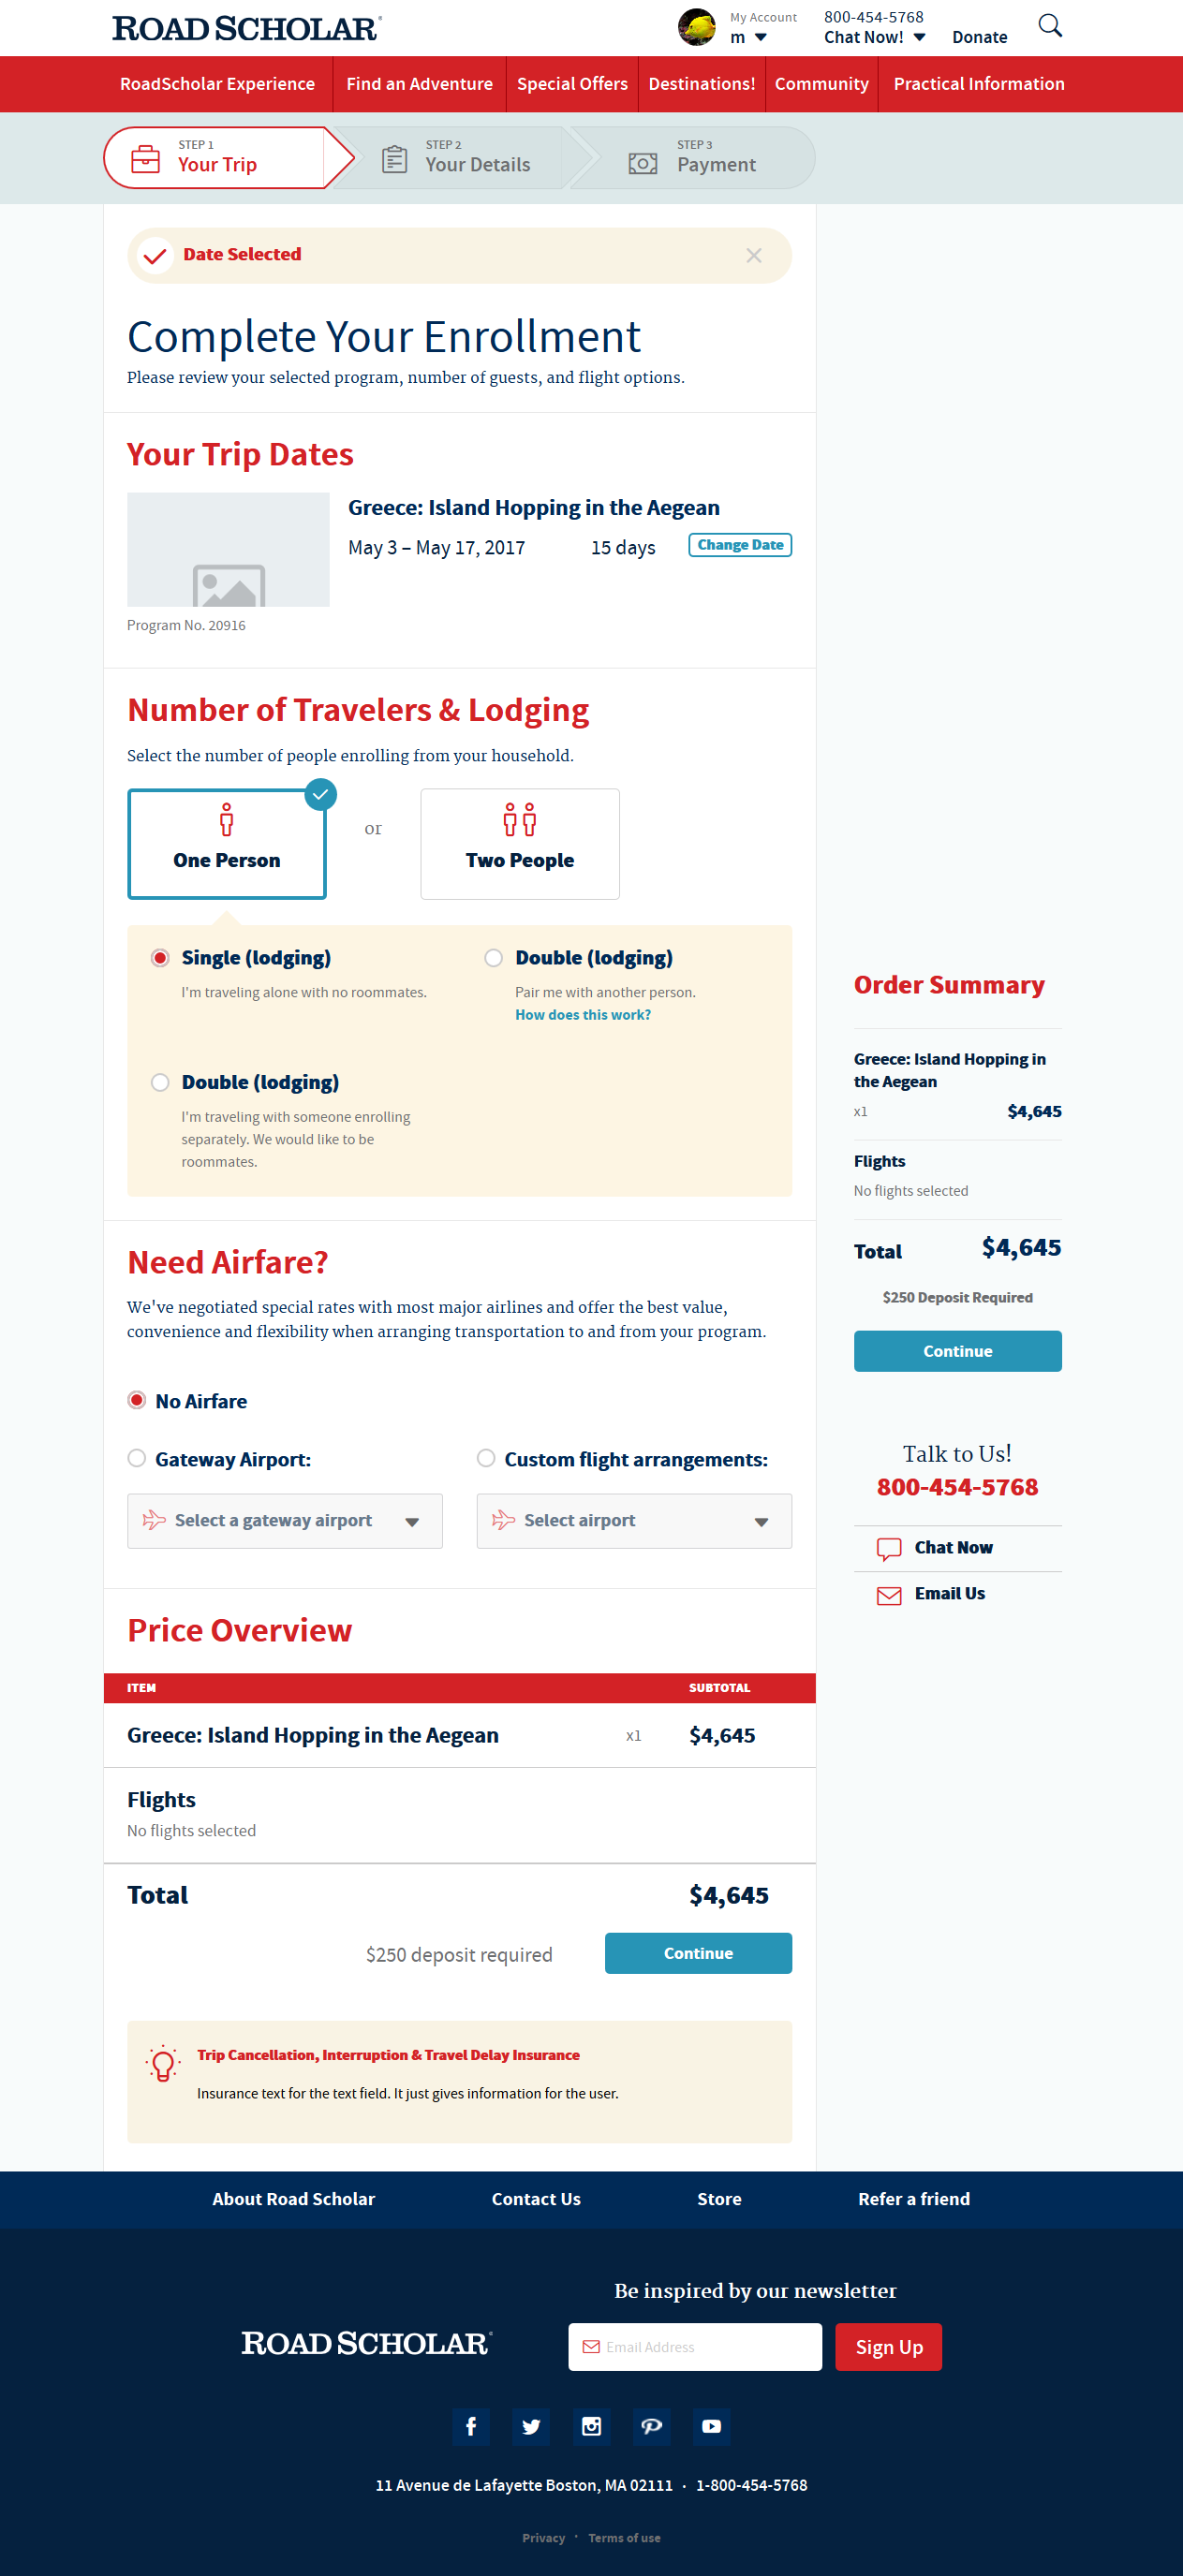 ROAD SCHOLAR®
My Account
m
800-454-5768
Chat Now!
Donate
RoadScholar Experience
Find an Adventure
Special Offers
Destinations!
Community
Practical Information
STEP 1
Your Trip
STEP 2
Your Details
STEP 3
Payment
Date Selected
Complete Your Enrollment
Please review your selected program, number of guests, and flight options.
Your Trip Dates
Greece: Island Hopping in the Aegean
May 3 – May 17, 2017
15 days
Change Date
Program No. 20916
Number of Travelers & Lodging
Select the number of people enrolling from your household.
One Person
or
Two People
Single (lodging)
I'm traveling alone with no roommates.
Double (lodging)
Pair me with another person.
How does this work?
Double (lodging)
I'm traveling with someone enrolling
separately. We would like to be
roommates.
Order Summary
Greece: Island Hopping in
the Aegean
x1
$4,645
Flights
No flights selected
Total
$4,645
$250 Deposit Required
Continue
Talk to Us!
800-454-5768
Chat Now
Email Us
Need Airfare?
We've negotiated special rates with most major airlines and offer the best value,
convenience and flexibility when arranging transportation to and from your program.
No Airfare
Gateway Airport:
Select a gateway airport
Custom flight arrangements:
Select airport
Price Overview
ITEM
SUBTOTAL
Greece: Island Hopping in the Aegean
x1
$4,645
Flights
No flights selected
Total
$4,645
$250 deposit required
Continue
Trip Cancellation, Interruption & Travel Delay Insurance
Insurance text for the text field. It just gives information for the user.
About Road Scholar
Contact Us
Store
Refer a friend
Be inspired by our newsletter
ROAD SCHOLAR®
Email Address
Sign Up
11 Avenue de Lafayette Boston, MA 02111 · 1-800-454-5768
Privacy · Terms of use